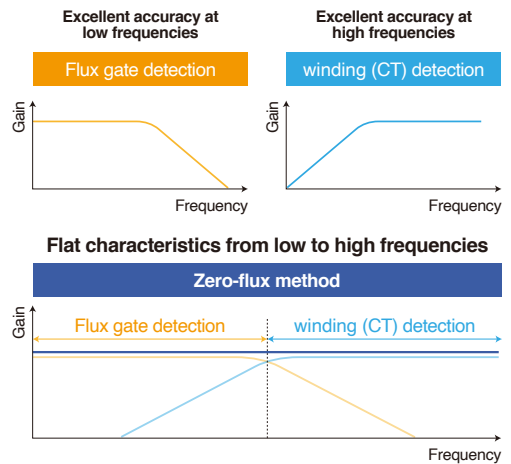 Excellent accuracy at
low frequencies
Flux gate detection
Gain
Frequency
Excellent accuracy at
high frequencies
winding (CT) detection
Gain
Frequency
Flat characteristics from low to high frequencies
Zero-flux method
Gain
Flux gate detection
winding (CT) detection
Frequency